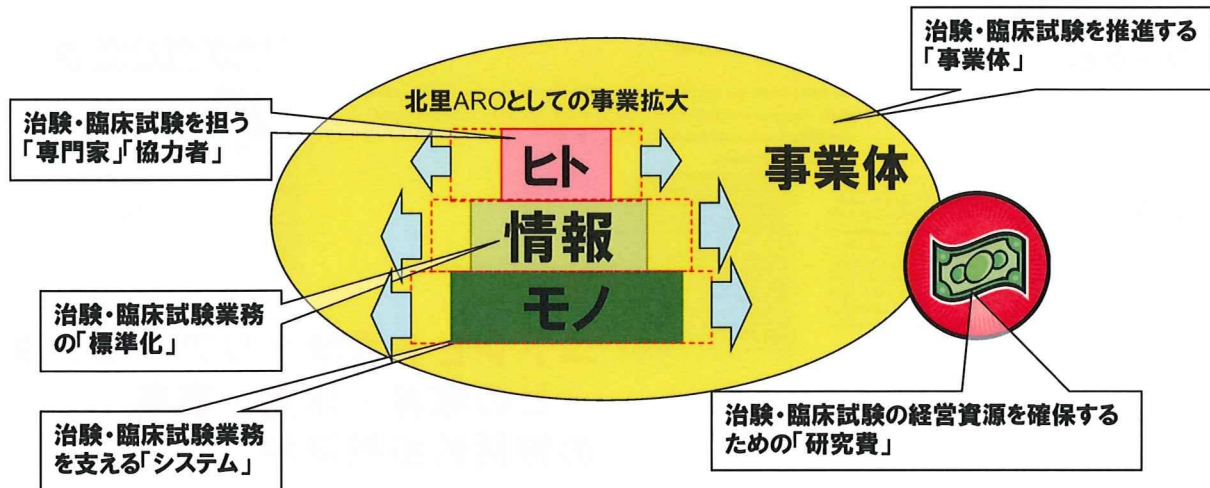 治験・臨床試験を推進する
「事業体」
北里AROとしての事業拡大
治験・臨床試験を担う
「専門家」「協力者」
ヒト
事業体
情報
モノ
治験・臨床試験業務
の「標準化」
治験・臨床試験業務
を支える「システム」
治験・臨床試験の経営資源を確保する
ための「研究費」